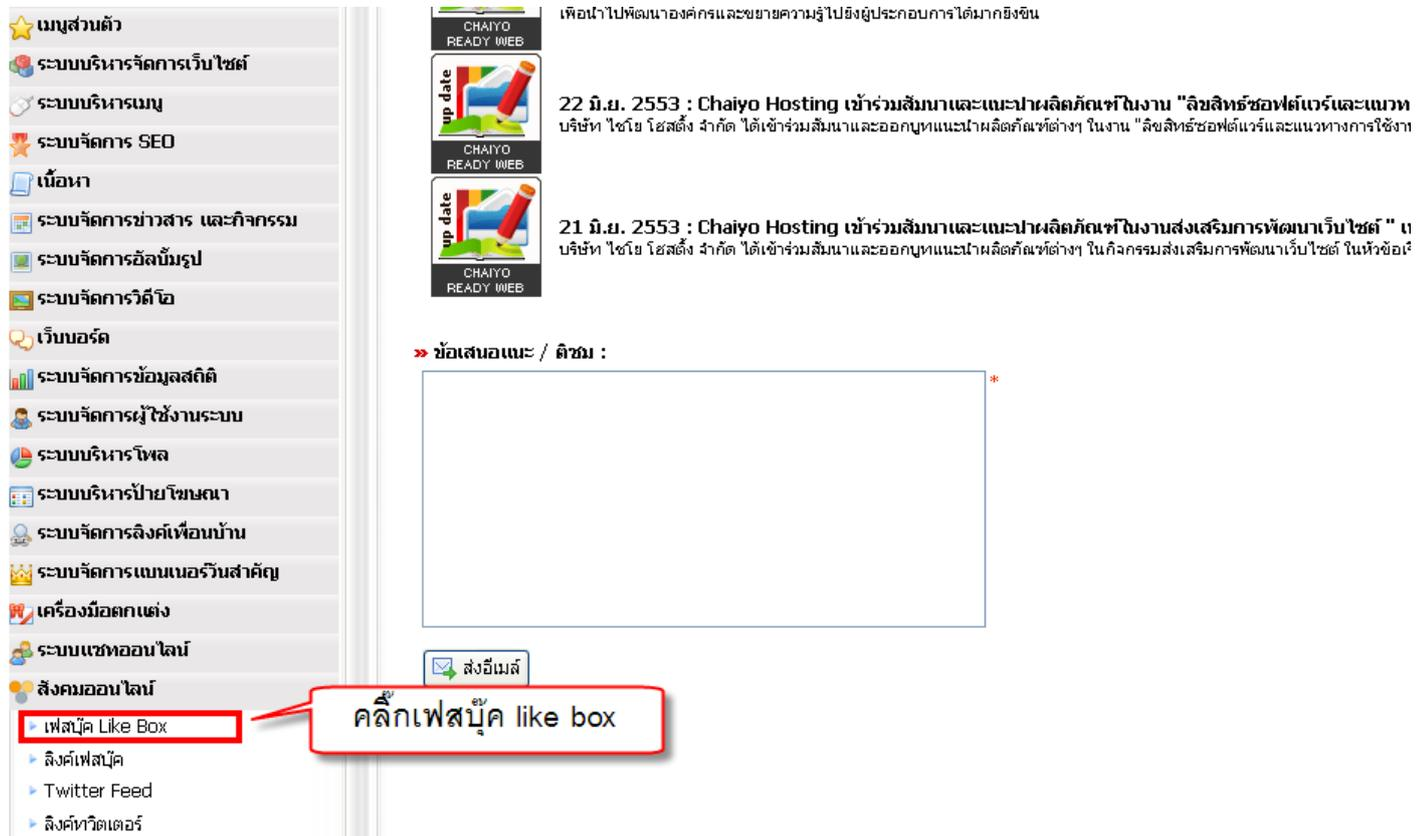 เมนูส่วนตัว
ระบบบริหารจัดการเว็บไซต์
ระบบบริหารเมนู
ระบบจัดการ SEO
เนื้อหา
ระบบจัดการข่าวสาร และกิจกรรม
ระบบจัดการอัลบั้มรูป
ระบบจัดการวิดีโอ
เว็บบอร์ด
ระบบจัดการข้อมูลสถิติ
ระบบจัดการผู้ใช้งานระบบ
ระบบบริหารโพล
ระบบบริหารป้ายโฆษณา
ระบบจัดการลิงค์เพื่อนบ้าน
ระบบจัดการแบนเนอร์วันสำคัญ
เครื่องมือตกแต่ง
ระบบแชทออนไลน์
สังคมออนไลน์
เฟสบุ๊ค Like Box
ลิงค์เฟสบุ๊ค
Twitter Feed
ลิงค์ทวิตเตอร์
CHAIYO
READY WEB
เพื่อนำไปพัฒนาองค์กรและขยายความรู้ไปยังผู้ประกอบการได้มากยิ่งขึ้น
up date
CHAIYO
READY WEB
22 มิ.ย. 2553 : Chaiyo Hosting เข้าร่วมสัมนาและแนะนำผลิตภัณฑ์ในงาน "ลิขสิทธ์ซอฟต์แวร์และแนวท
บริษัท ไชโย โฮสติ้ง จำกัด ได้เข้าร่วมสัมนาและออกบูทแนะนำผลิตภัณฑ์ต่างๆ ในงาน "ลิขสิทธ์ซอฟต์แวร์และแนวทางการใช้งา
up date
CHAIYO
READY WEB
21 มิ.ย. 2553 : Chaiyo Hosting เข้าร่วมสัมนาและแนะนำผลิตภัณฑ์ในงานส่งเสริมการพัฒนาเว็บไซต์ "
บริษัท ไชโย โฮสติ้ง จำกัด ได้เข้าร่วมสัมนาและออกบูทแนะนำผลิตภัณฑ์ต่างๆ ในกิจกรรมส่งเสริมการพัฒนาเว็บไซต์ ในหัวข้อ
» ข้อเสนอแนะ / ติชม :
*
ส่งอีเมล์
คลิ๊กเฟสบุ๊ค like box